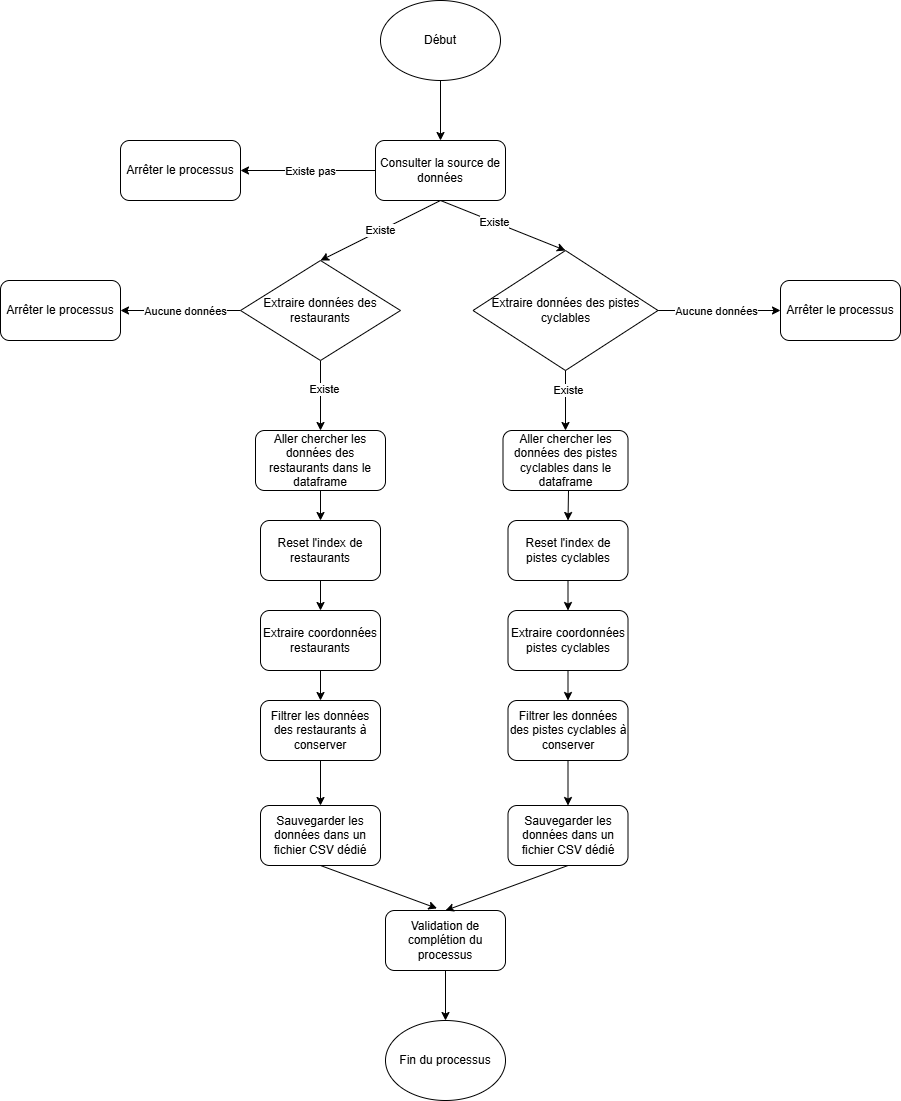 Début
Consulter la source de
données
Existe pas
Arrêter le processus
Existe
Existe
Extraire données des
restaurants
Extraire données des pistes
cyclables
Aucune données
Arrêter le processus
Aucune données
Arrêter le processus
Existe
Existe
Aller chercher les
données des
restaurants dans le
dataframe
Aller chercher les
données des pistes
cyclables dans le
dataframe
Reset l'index de
restaurants
Reset l'index de
pistes cyclables
Extraire coordonnées
restaurants
Extraire coordonnées
pistes cyclables
Filtrer les données
des restaurants à
conserver
Filtrer les données
des pistes cyclables à
conserver
Sauvegarder les
données dans un
fichier CSV dédié
Sauvegarder les
données dans un
fichier CSV dédié
Validation de
complétion du
processus
Fin du processus